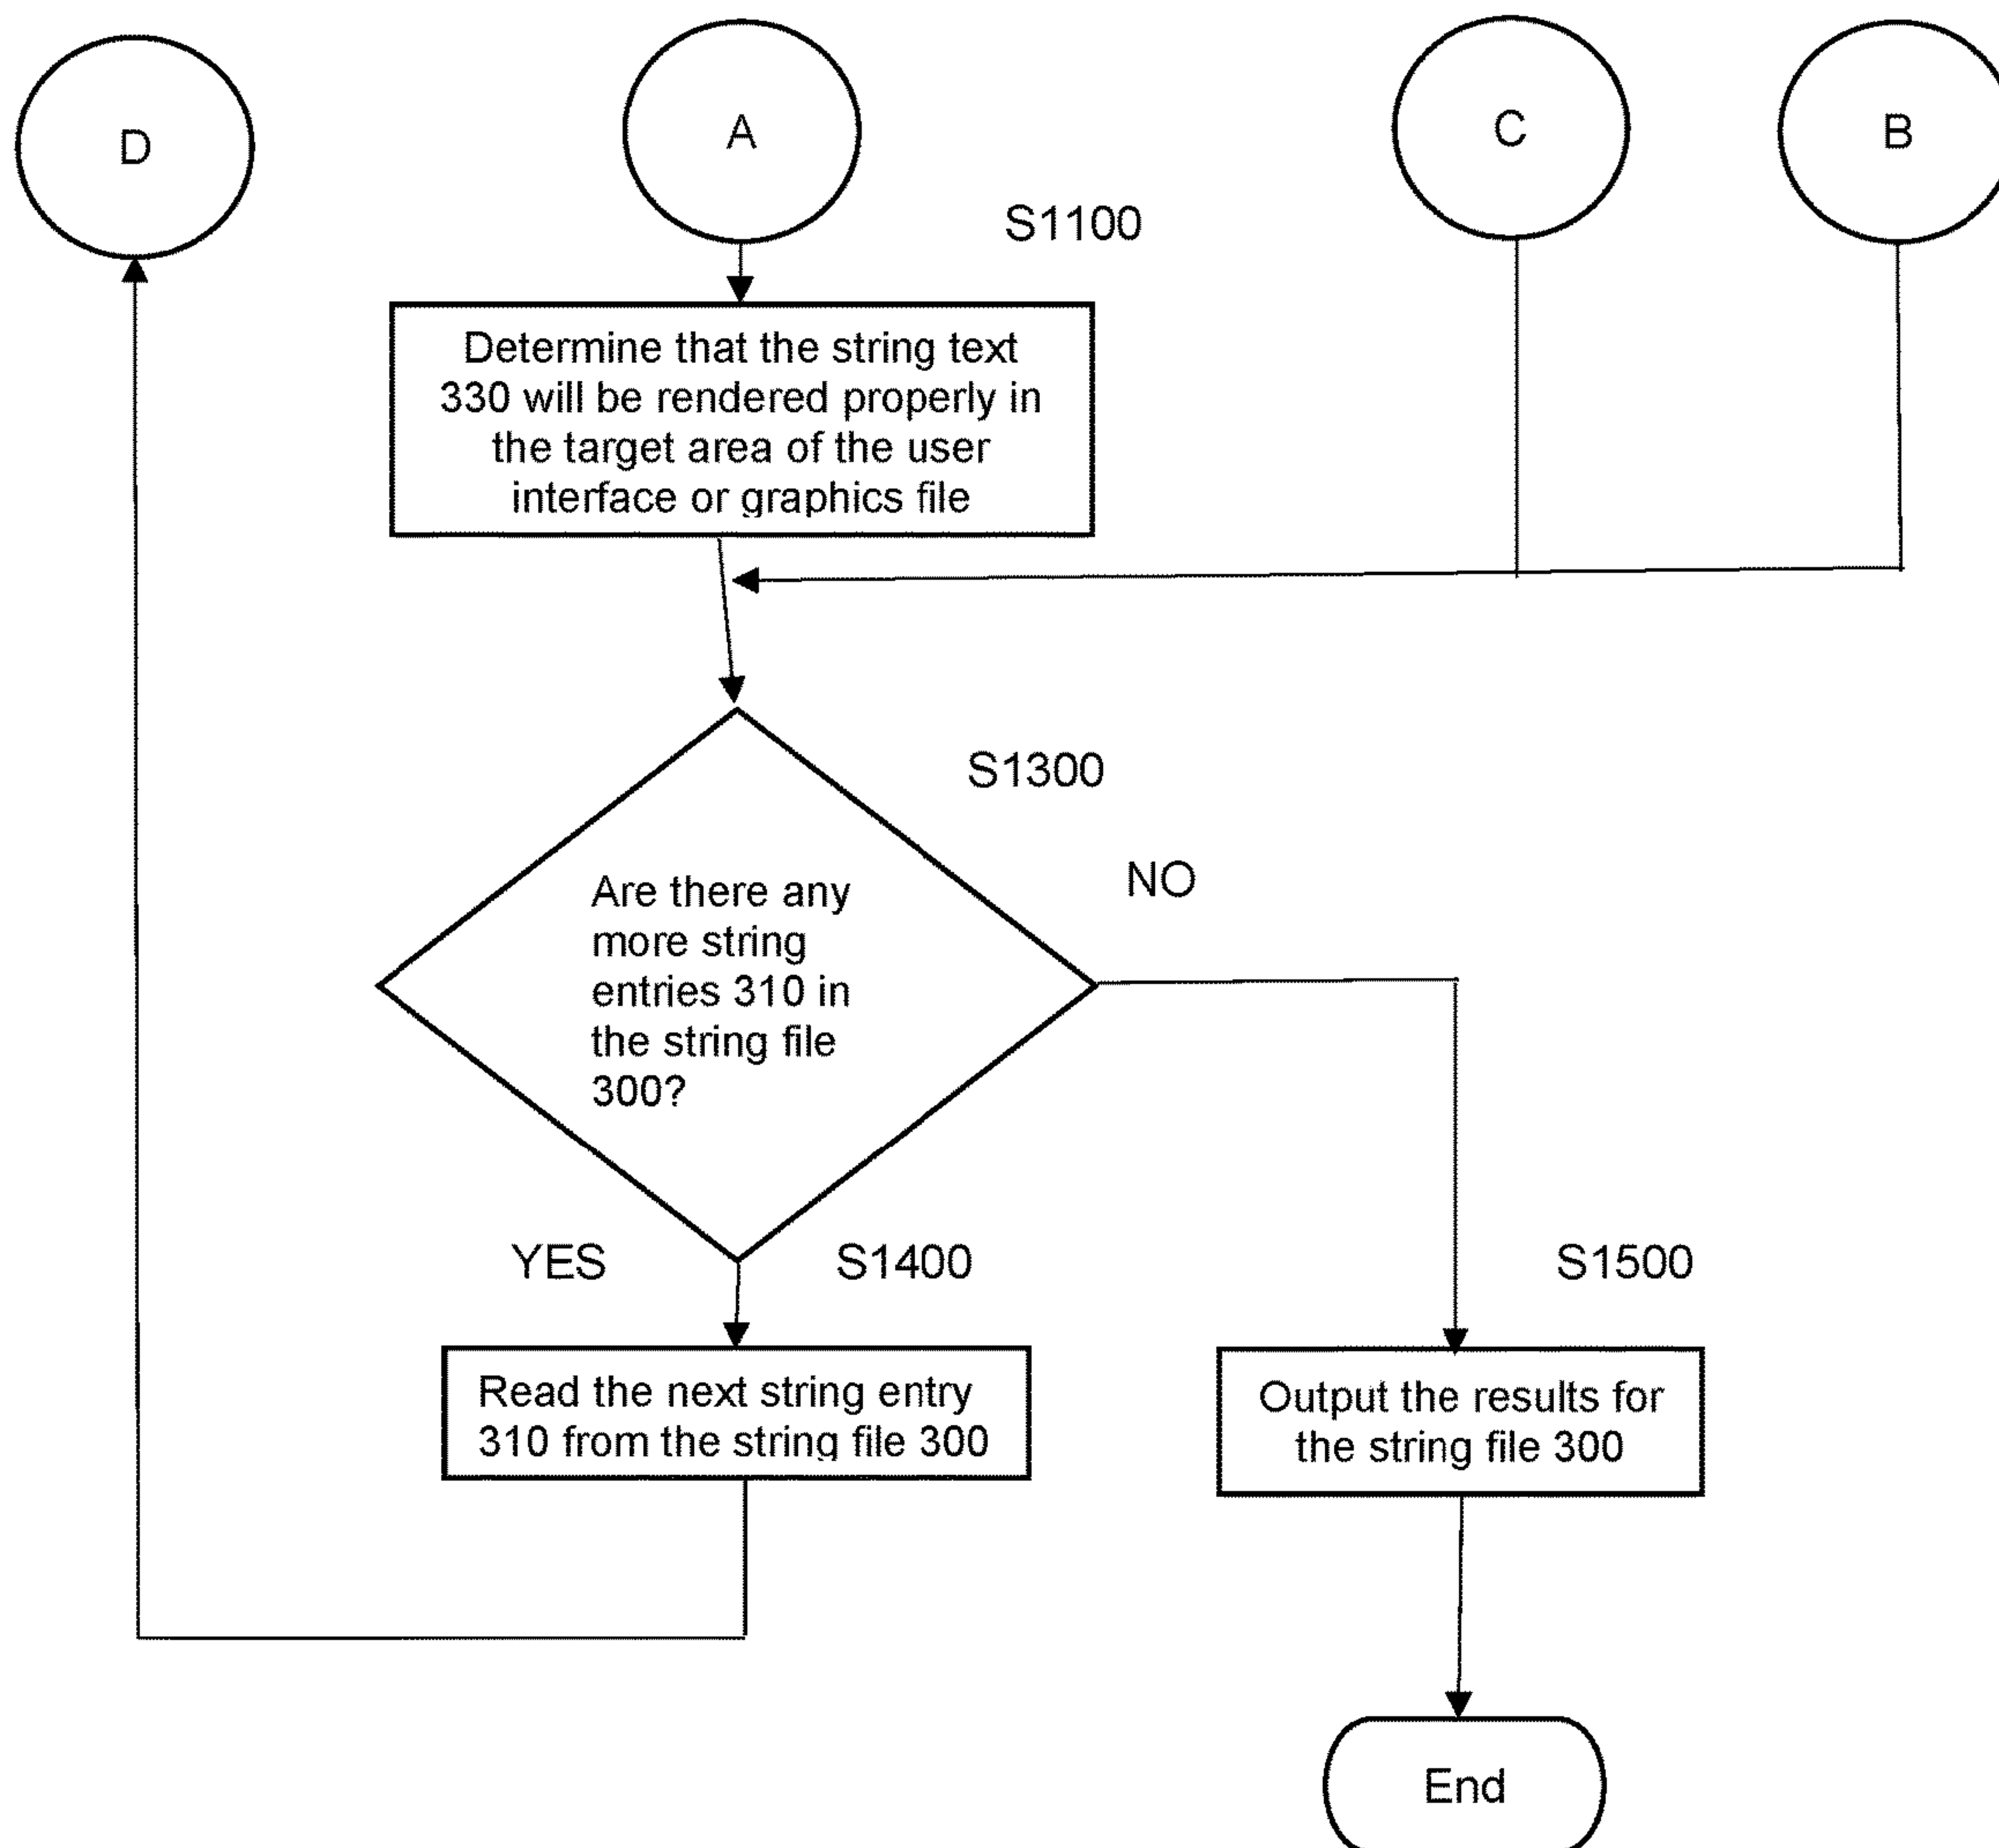 D
A
C
B
S1100
Determine that the string text
330 will be rendered properly in
the target area of the user
interface or graphics file
S1300
NO
Are there any
more string
entries 310 in
the string file
300?
YES
S1400
S1500
Read the next string entry
310 from the string file 300
Output the results for
the string file 300
End